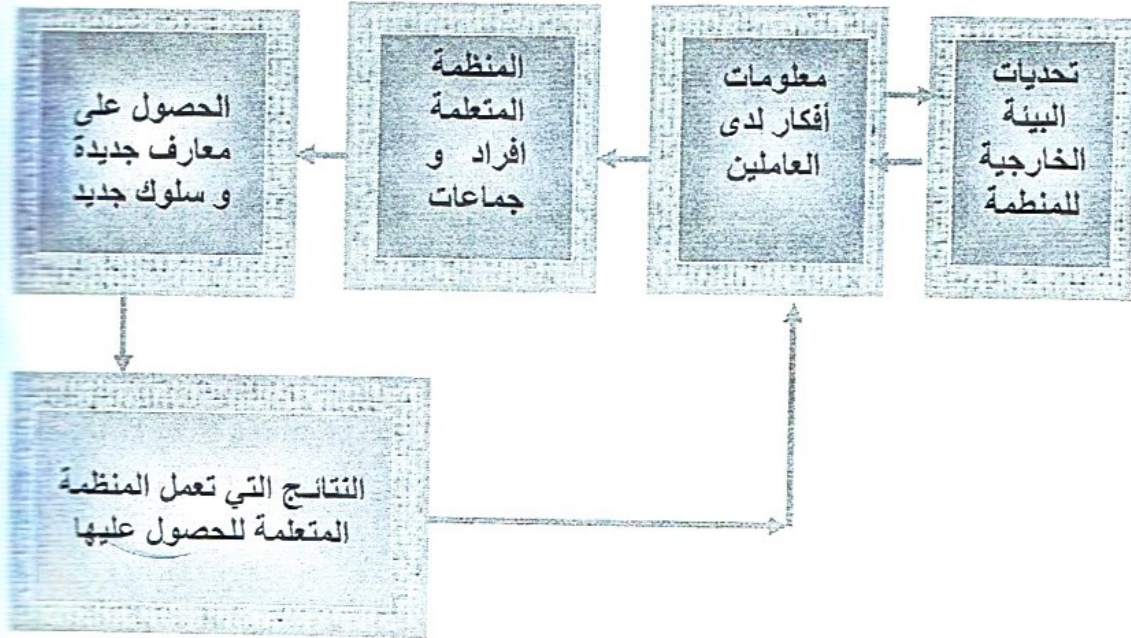 تحديات
البيئة
الخارجية
للمنطمة
معلومات
أفكار لدى
العاملين
المنظمة
المتعلمة
افراد و
جماعات
الحصول على
معارف جديدة
و سلوك جديد
النتائج التي تعمل المنظمة
المتعلمة للحصول عليها